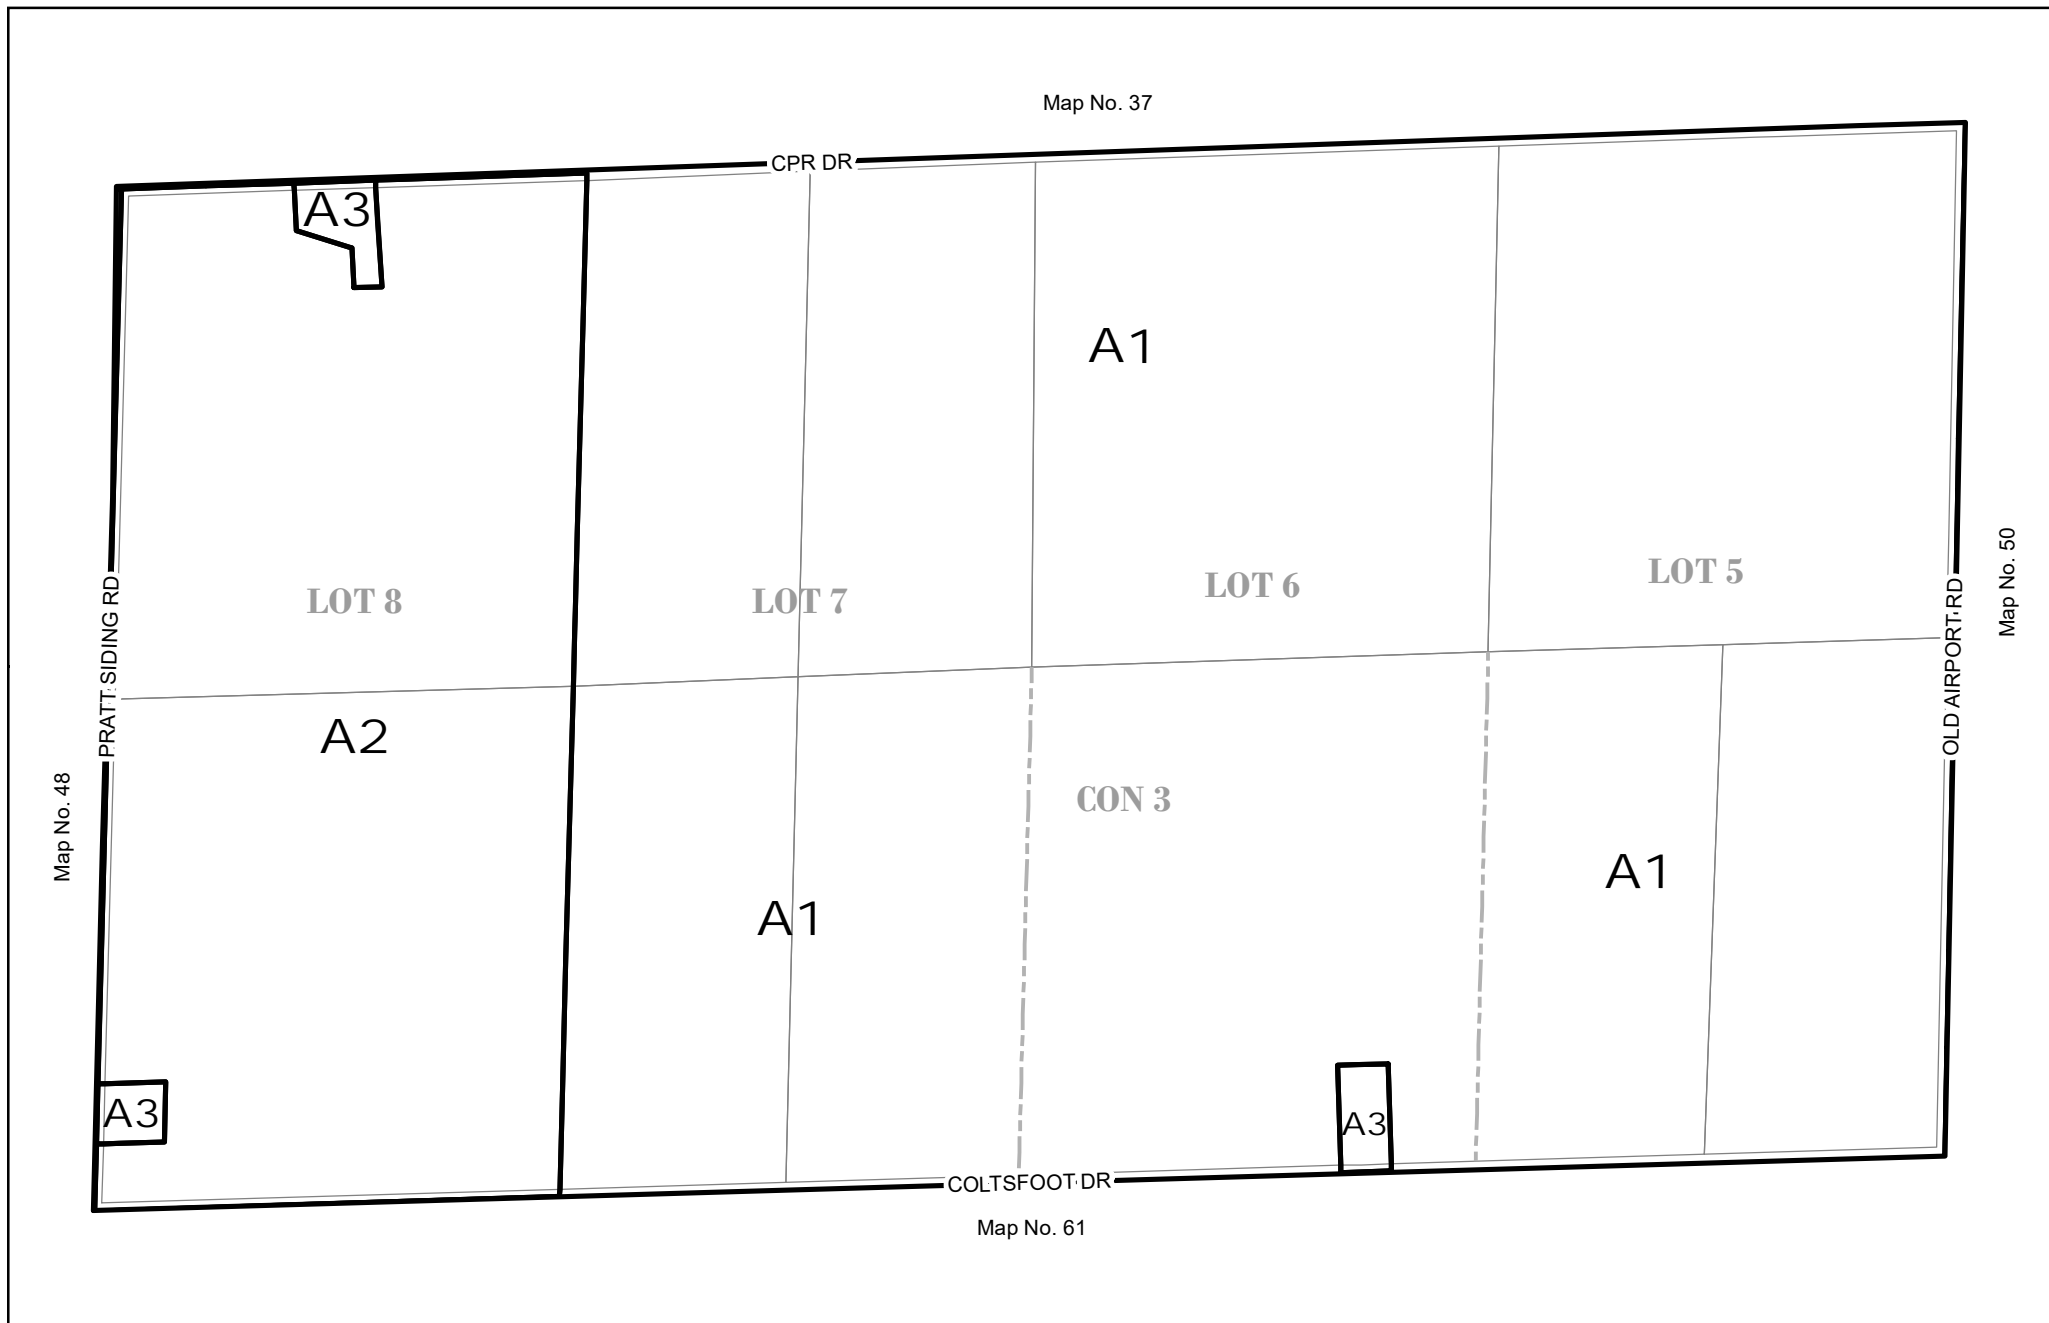 Map No. 37
CPR DR
A3
A1
LOT 8
LOT 7
LOT 6
LOT 5
PRATT SIDING RD
OLD AIRPORT RD
Map No. 50
A2
Map No. 48
CON 3
A1
A1
A3
A3
COLTSFOOT DR
Map No. 61